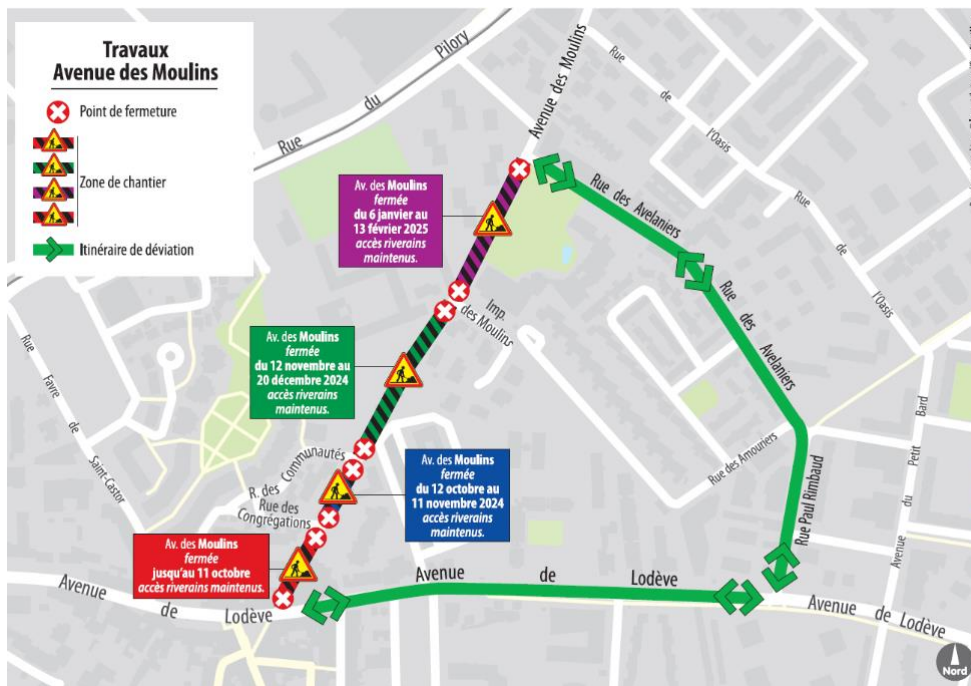 Travaux
Avenue des Moulins
Point de fermeture
Zone de chantier
Itinéraire de déviation
Rue du Pilory
Avenue des Moulins
Rue de l'Oasis
Rue de l'Oasis
Av. des Moulins
fermée
du 6 janvier au
13 février 2025
accès riverains
maintenus.
Rue des Avelaniers
Rue des Avelaniers
Imp.
des Moulins
Av. des Moulins
fermée
du 12 novembre au
20 décembre 2024
accès riverains
maintenus.
Rue Favre de Saint-Castor
R. des Communautés
Rue des
Congrégations
Av. des Moulins
fermée
du 12 octobre au
11 novembre 2024
accès riverains
maintenus.
Rue des Amouriers
Rue Paul Rimbaud
Avenue du Petit Bard
Av. des Moulins
fermée
jusqu'au 11 octobre
accès riverains maintenus.
Avenue de Lodève
Avenue de Lodève
Avenue de Lodève
Nord